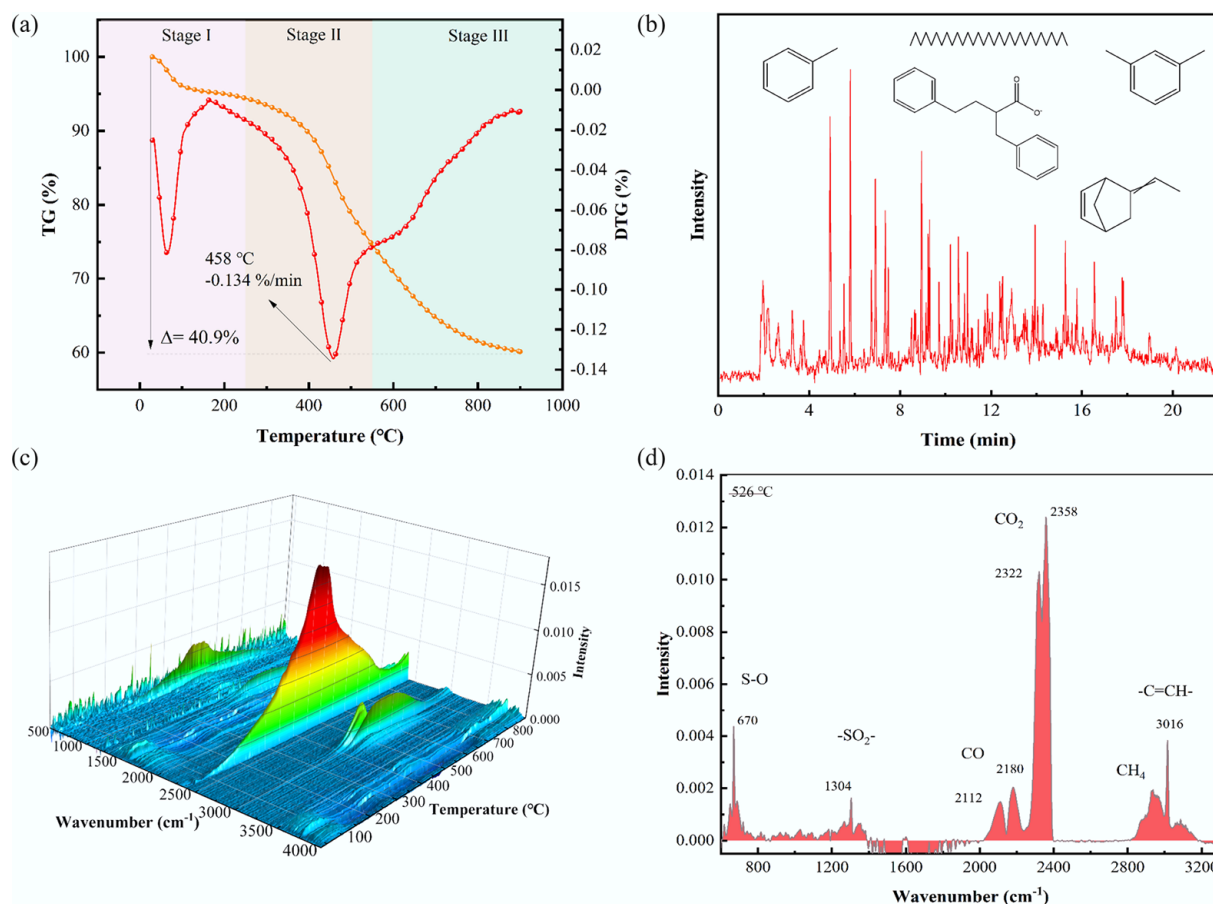 (a)
Stage I
Stage II
Stage III
100
90
80
70
60
TG (%)
0.02
0.00
-0.02
-0.04
-0.06
-0.08
-0.10
-0.12
-0.14
DTG (%)
458 ℃
-0.134 %/min
Δ= 40.9%
0 200 400 600 800 1000
Temperature (℃)
(b)
O
O-
Intensity
0 4 8 12 16 20
Time (min)
(c)
0.015
0.010
0.005
0.000
Intensity
500 1000 1500 2000 2500 3000 3500 4000
Wavenumber (cm-1)
100 200 300 400 500 600 700 800
Temperature (℃)
(d)
0.014
0.012
0.010
0.008
0.006
0.004
0.002
0.000
Intensity
526 ℃
CO2
2358
2322
S-O
670
-SO2-
1304
CO
2180
2112
-C=CH-
3016
CH4
800 1200 1600 2000 2400 2800 3200
Wavenumber (cm-1)